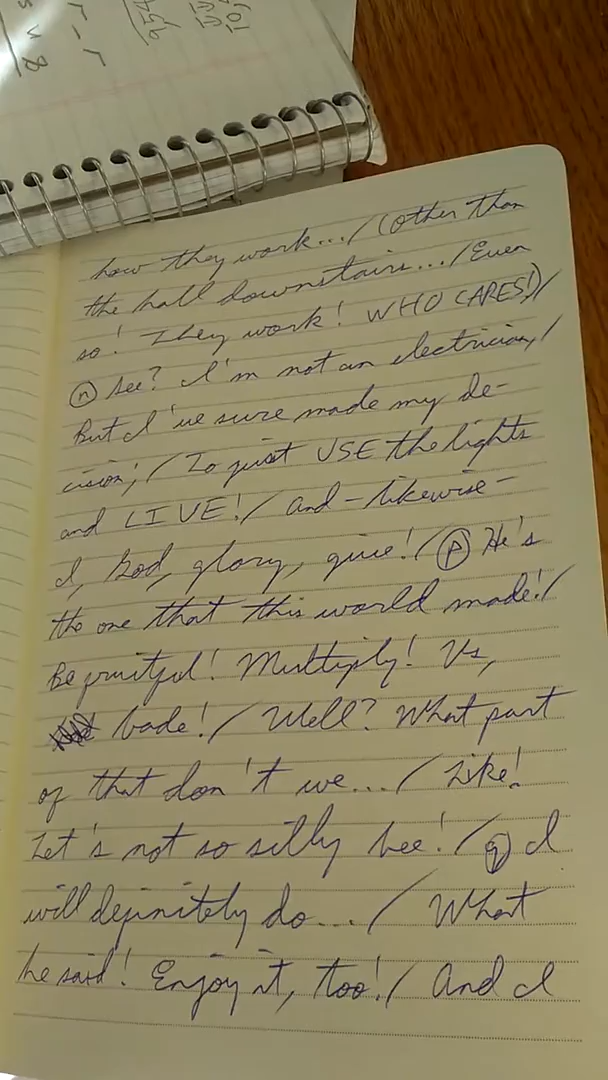 how they work.../(Other than
the hall downstairs.../Even
so! They work! WHO CARES!)/
ⓝ See? I'm not an electrician,/
But I've sure made my de-
cision;/To just USE the lights
and LIVE!/And-likewise-
I, God, glory, give!/ⓟ He's
the one that this world made!/
Be fruitful! Multiply! Us,
bade!/Well? What part
of that don't we.../Like!
Let's not so silly bee!/ⓠ I
will definitely do.../What
he said! Enjoy it, too!/And I